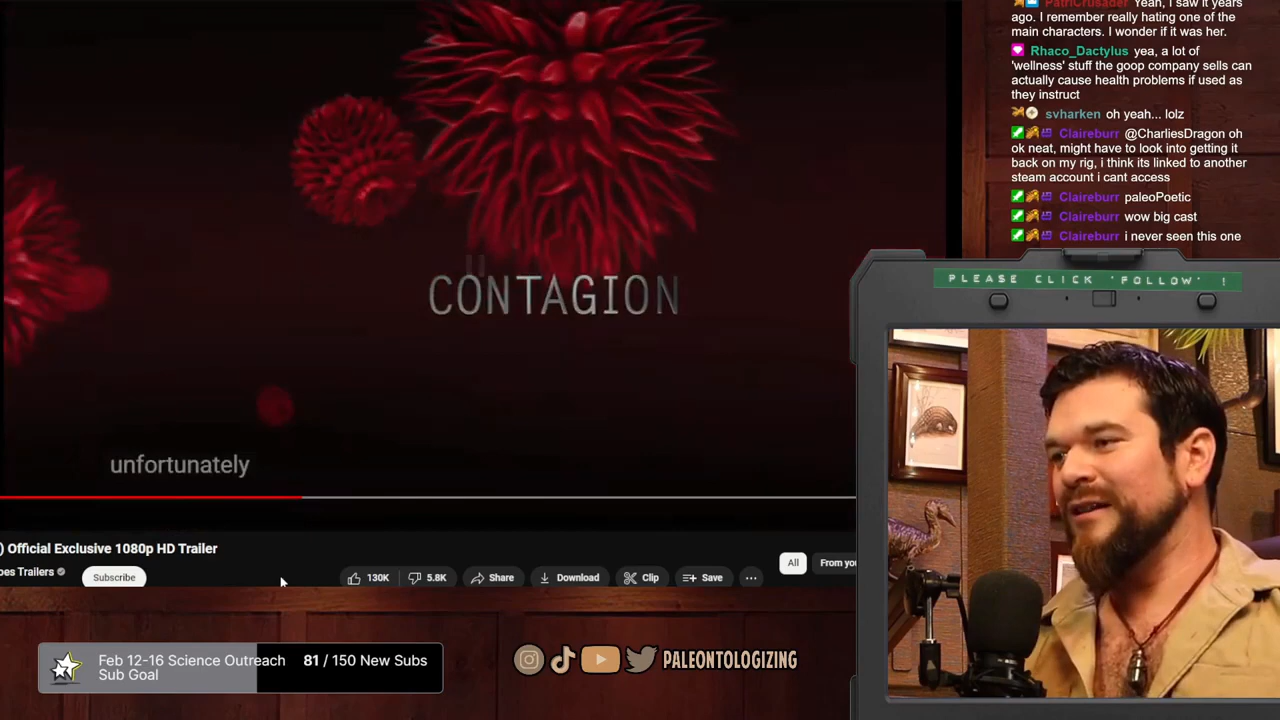 PatriCrusader Yeah, I saw it years
ago. I remember really hating one of the
main characters. I wonder if it was her.
Rhaco_Dactylus yea, a lot of
'wellness' stuff the goop company sells can
actually cause health problems if used as
they instruct
svharken oh yeah... lolz
Claireburr @CharliesDragon oh
ok neat, might have to look into getting it
back on my rig, i think its linked to another
steam account i cant access
Claireburr paleoPoetic
Claireburr wow big cast
Claireburr i never seen this one
PLEASE CLICK 'FOLLOW' !
CONTAGION
unfortunately
) Official Exclusive 1080p HD Trailer
oes Trailers
Subscribe
130K
5.8K
Share
Download
Clip
Save
All
From you
Feb 12-16 Science Outreach
Sub Goal
81 / 150 New Subs
PALEONTOLOGIZING